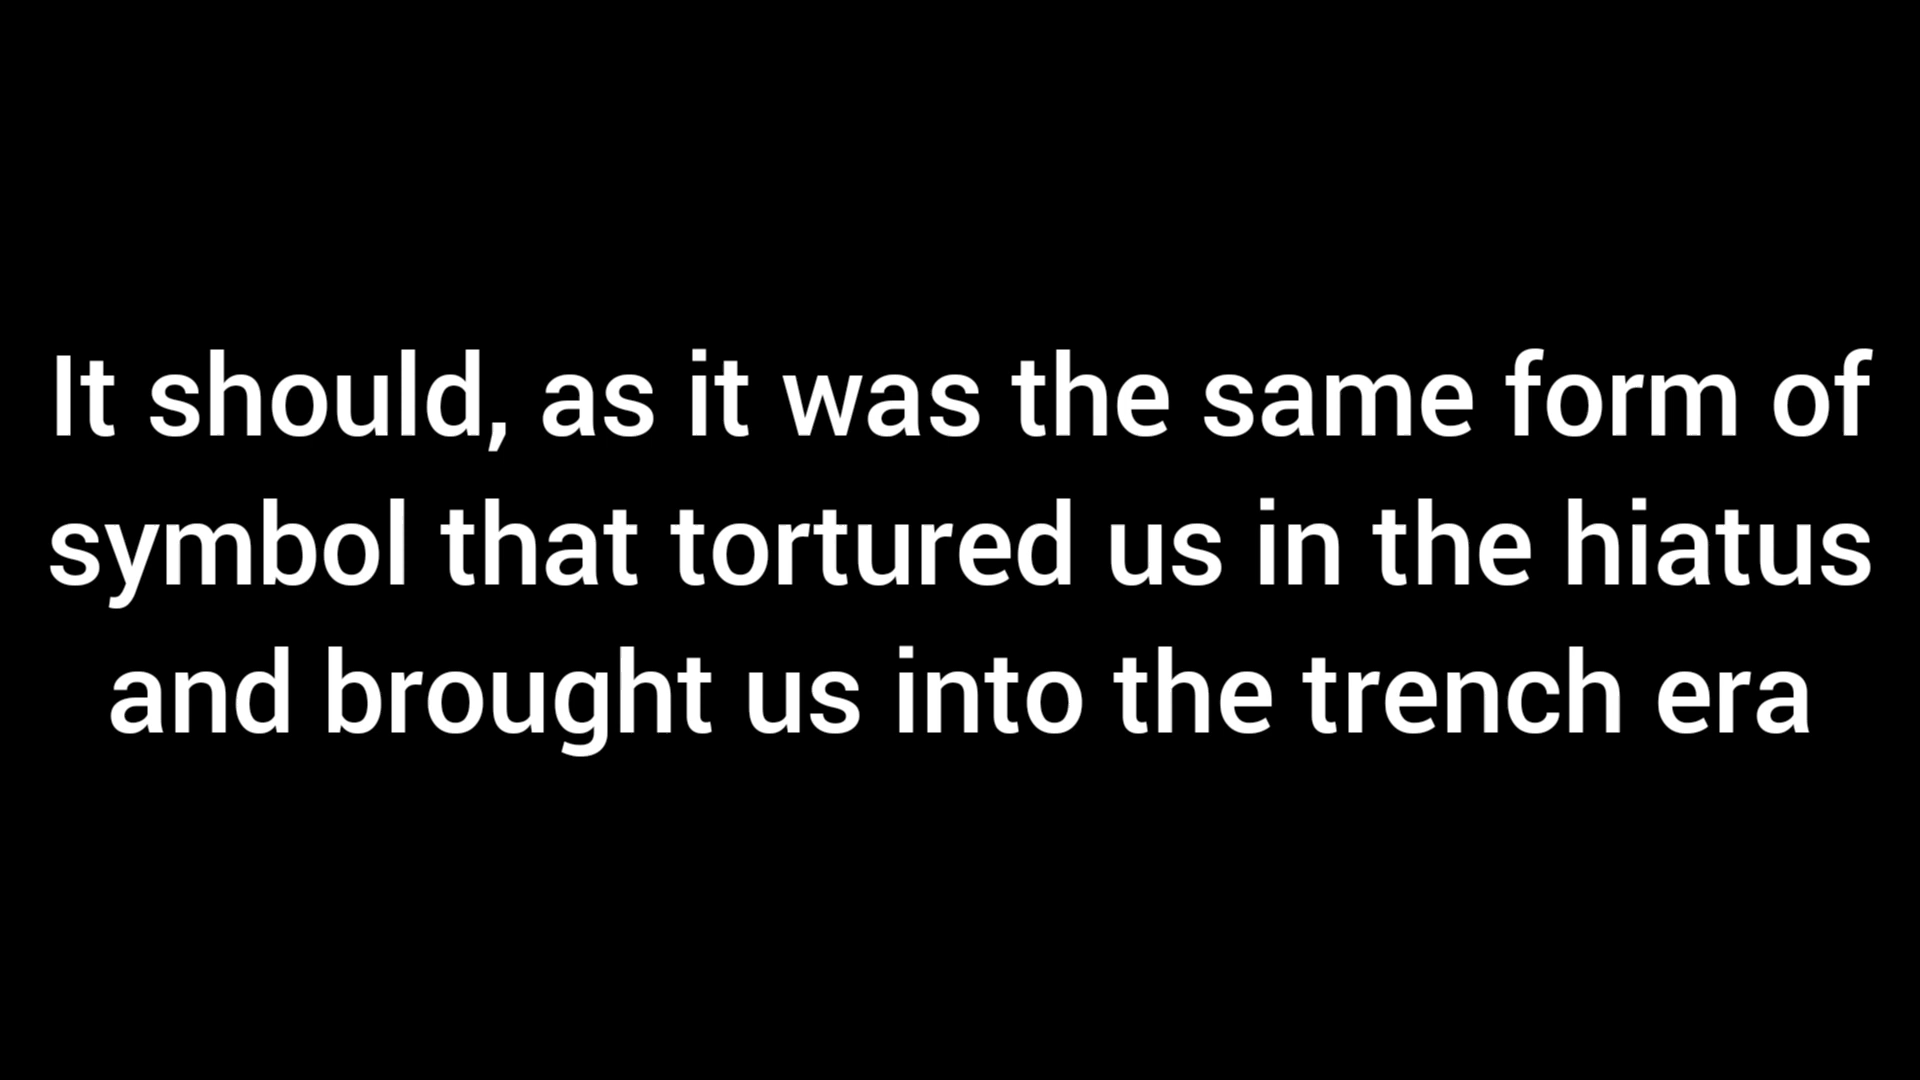 It should, as it was the same form of
symbol that tortured us in the hiatus
and brought us into the trench era